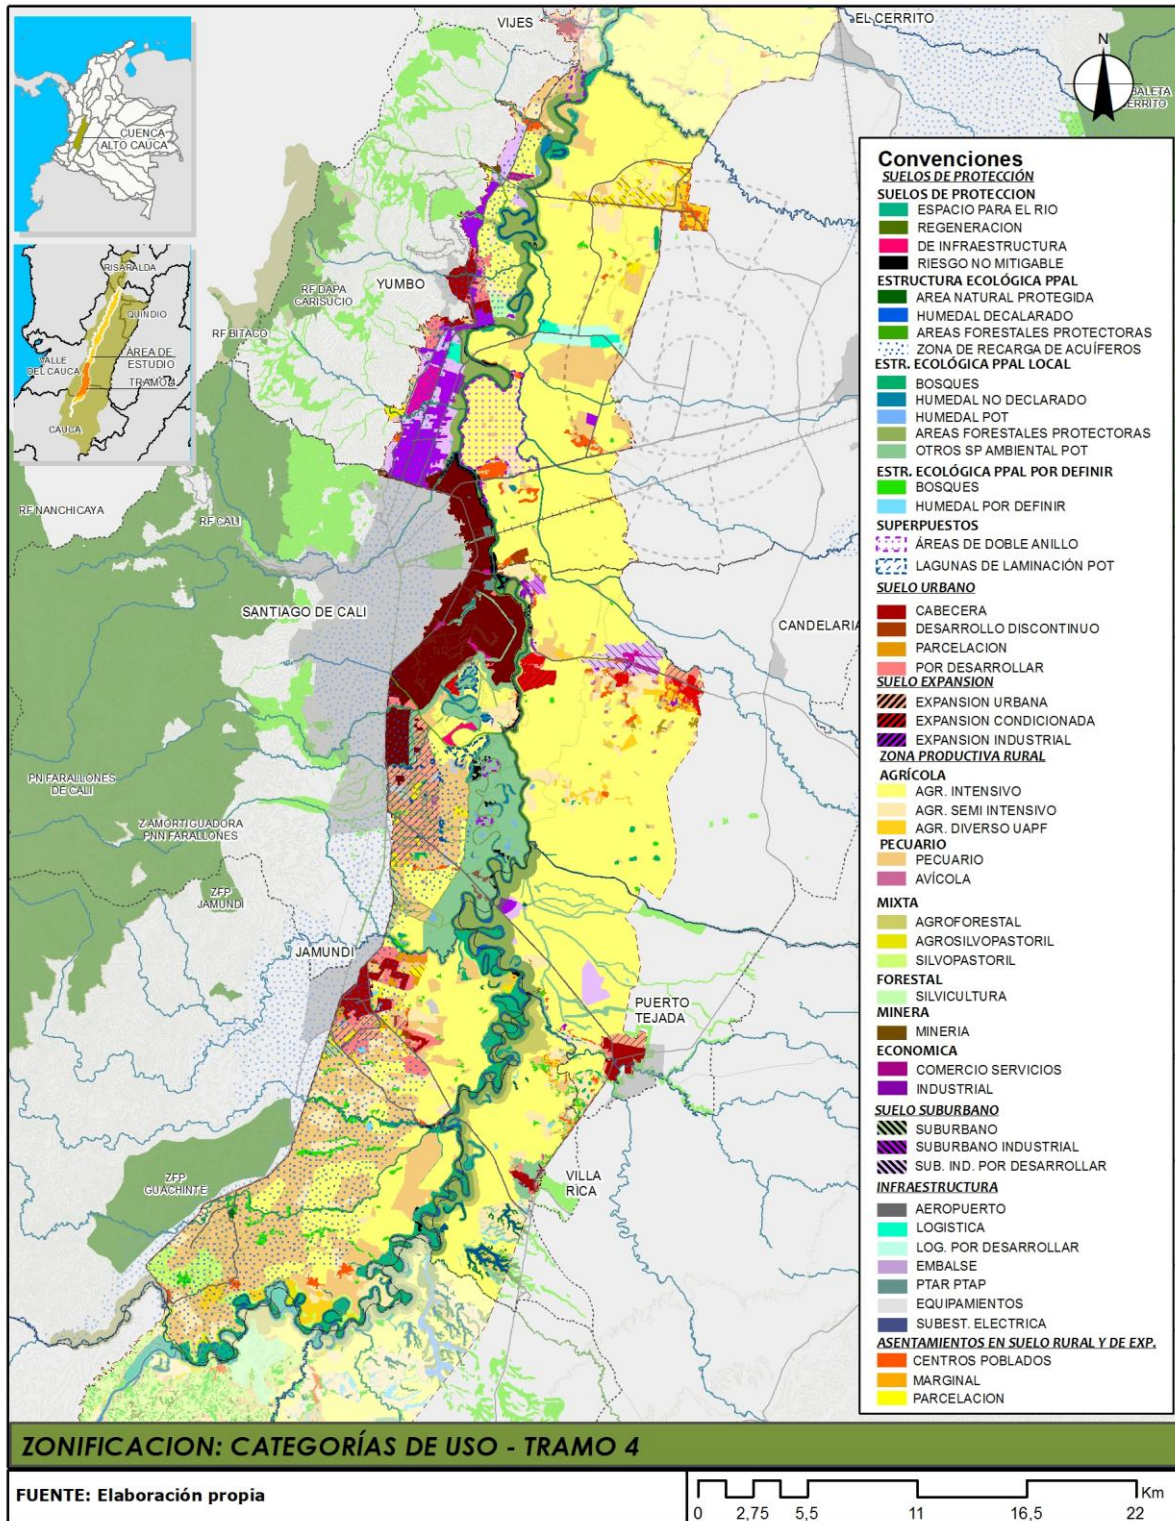 VIJES
EL CERRITO
N
BALETA
ERRITO
CUENCA
ALTO CAUCA
RISARALDA
QUINDIO
ÁREA DE
ESTUDIO
VALLE
DEL CAUCA
TRAMO 4
CAUCA
RF DAPA
CARISUCIO
YUMBO
RF BITACO
RF NANCHICAYA
RF CALI
SANTIAGO DE CALI
CANDELARIA
PN FARALLONES
DE CALI
Z AMORTIGUADORA
PNN FARALLONES
ZFP
JAMUNDI
JAMUNDI
PUERTO
TEJADA
VILLA
RICA
ZFP
GUACHINTE
Convenciones
SUELOS DE PROTECCIÓN
SUELOS DE PROTECCION
ESPACIO PARA EL RIO
REGENERACION
DE INFRAESTRUCTURA
RIESGO NO MITIGABLE
ESTRUCTURA ECOLÓGICA PPAL
AREA NATURAL PROTEGIDA
HUMEDAL DECALARADO
AREAS FORESTALES PROTECTORAS
ZONA DE RECARGA DE ACUÍFEROS
ESTR. ECOLÓGICA PPAL LOCAL
BOSQUES
HUMEDAL NO DECLARADO
HUMEDAL POT
AREAS FORESTALES PROTECTORAS
OTROS SP AMBIENTAL POT
ESTR. ECOLÓGICA PPAL POR DEFINIR
BOSQUES
HUMEDAL POR DEFINIR
SUPERPUESTOS
ÁREAS DE DOBLE ANILLO
LAGUNAS DE LAMINACIÓN POT
SUELO URBANO
CABECERA
DESARROLLO DISCONTINUO
PARCELACION
POR DESARROLLAR
SUELO EXPANSION
EXPANSION URBANA
EXPANSION CONDICIONADA
EXPANSION INDUSTRIAL
ZONA PRODUCTIVA RURAL
AGRÍCOLA
AGR. INTENSIVO
AGR. SEMI INTENSIVO
AGR. DIVERSO UAPF
PECUARIO
PECUARIO
AVÍCOLA
MIXTA
AGROFORESTAL
AGROSILVOPASTORIL
SILVOPASTORIL
FORESTAL
SILVICULTURA
MINERA
MINERIA
ECONOMICA
COMERCIO SERVICIOS
INDUSTRIAL
SUELO SUBURBANO
SUBURBANO
SUBURBANO INDUSTRIAL
SUB. IND. POR DESARROLLAR
INFRAESTRUCTURA
AEROPUERTO
LOGISTICA
LOG. POR DESARROLLAR
EMBALSE
PTAR PTAP
EQUIPAMIENTOS
SUBEST. ELECTRICA
ASENTAMIENTOS EN SUELO RURAL Y DE EXP.
CENTROS POBLADOS
MARGINAL
PARCELACION
ZONIFICACION: CATEGORÍAS DE USO - TRAMO 4
FUENTE: Elaboración propia
Km
0 2,75 5,5 11 16,5 22